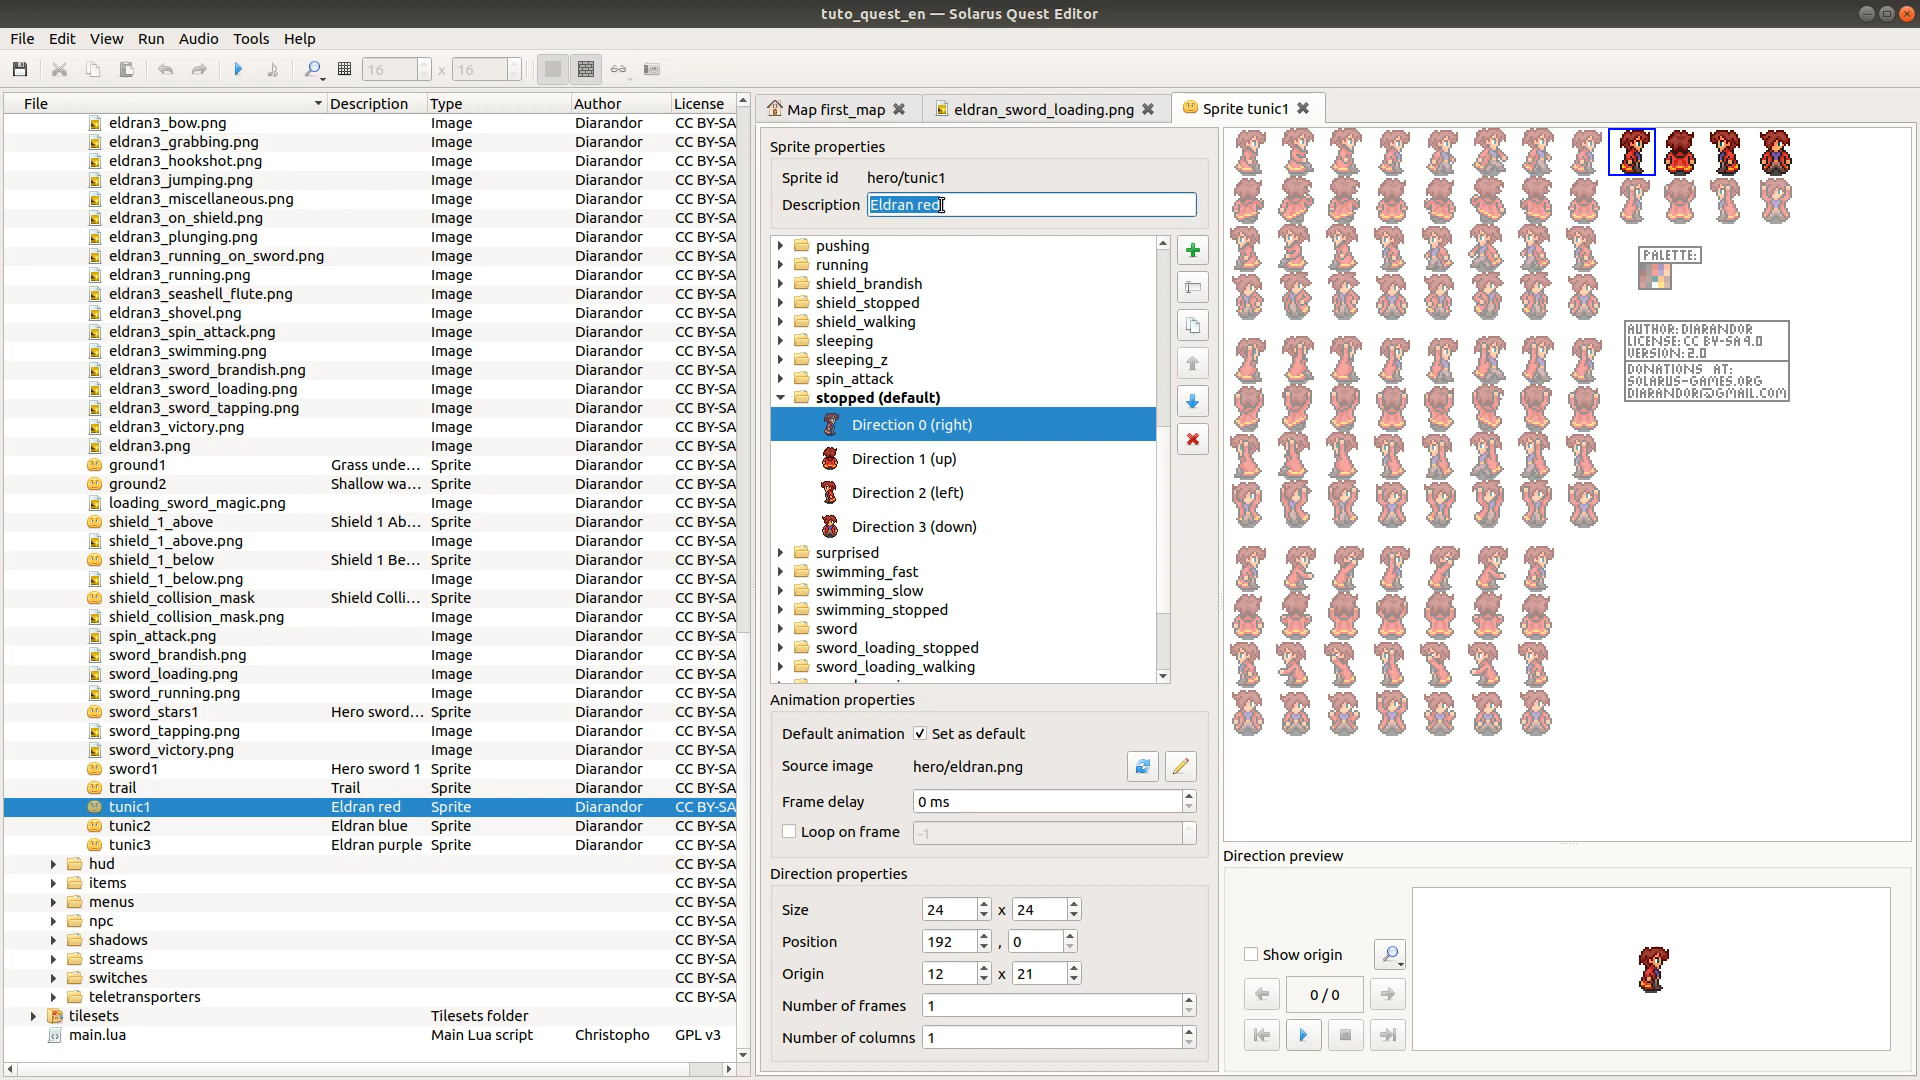 tuto_quest_en — Solarus Quest Editor
File Edit View Run Audio Tools Help
16 x 16
File Description Type Author License
eldran3_bow.png Image Diarandor CC BY-SA
eldran3_grabbing.png Image Diarandor CC BY-SA
eldran3_hookshot.png Image Diarandor CC BY-SA
eldran3_jumping.png Image Diarandor CC BY-SA
eldran3_miscellaneous.png Image Diarandor CC BY-SA
eldran3_on_shield.png Image Diarandor CC BY-SA
eldran3_plunging.png Image Diarandor CC BY-SA
eldran3_running_on_sword.png Image Diarandor CC BY-SA
eldran3_running.png Image Diarandor CC BY-SA
eldran3_seashell_flute.png Image Diarandor CC BY-SA
eldran3_shovel.png Image Diarandor CC BY-SA
eldran3_spin_attack.png Image Diarandor CC BY-SA
eldran3_swimming.png Image Diarandor CC BY-SA
eldran3_sword_brandish.png Image Diarandor CC BY-SA
eldran3_sword_loading.png Image Diarandor CC BY-SA
eldran3_sword_tapping.png Image Diarandor CC BY-SA
eldran3_victory.png Image Diarandor CC BY-SA
eldran3.png Image Diarandor CC BY-SA
ground1 Grass unde... Sprite Diarandor CC BY-SA
ground2 Shallow wa... Sprite Diarandor CC BY-SA
loading_sword_magic.png Image Diarandor CC BY-SA
shield_1_above Shield 1 Ab... Sprite Diarandor CC BY-SA
shield_1_above.png Image Diarandor CC BY-SA
shield_1_below Shield 1 Be... Sprite Diarandor CC BY-SA
shield_1_below.png Image Diarandor CC BY-SA
shield_collision_mask Shield Colli... Sprite Diarandor CC BY-SA
shield_collision_mask.png Image Diarandor CC BY-SA
spin_attack.png Image Diarandor CC BY-SA
sword_brandish.png Image Diarandor CC BY-SA
sword_loading.png Image Diarandor CC BY-SA
sword_running.png Image Diarandor CC BY-SA
sword_stars1 Hero sword... Sprite Diarandor CC BY-SA
sword_tapping.png Image Diarandor CC BY-SA
sword_victory.png Image Diarandor CC BY-SA
sword1 Hero sword 1 Sprite Diarandor CC BY-SA
trail Trail Sprite Diarandor CC BY-SA
tunic1 Eldran red Sprite Diarandor CC BY-SA
tunic2 Eldran blue Sprite Diarandor CC BY-SA
tunic3 Eldran purple Sprite Diarandor CC BY-SA
hud CC BY-SA
items CC BY-SA
menus CC BY-SA
npc CC BY-SA
shadows CC BY-SA
streams CC BY-SA
switches CC BY-SA
teletransporters CC BY-SA
tilesets Tilesets folder
main.lua Main Lua script Christopho GPL v3
Map first_map eldran_sword_loading.png Sprite tunic1
Sprite properties
Sprite id hero/tunic1
Description Eldran red
pushing
running
shield_brandish
shield_stopped
shield_walking
sleeping
sleeping_z
spin_attack
stopped (default)
Direction 0 (right)
Direction 1 (up)
Direction 2 (left)
Direction 3 (down)
surprised
swimming_fast
swimming_slow
swimming_stopped
sword
sword_loading_stopped
sword_loading_walking
Animation properties
Default animation Set as default
Source image hero/eldran.png
Frame delay 0 ms
Loop on frame -1
Direction properties
Size 24 x 24
Position 192 , 0
Origin 12 x 21
Number of frames 1
Number of columns 1
PALETTE:
AUTHOR: DIARANDOR
LICENSE: CC BY-SA 4.0
VERSION: 2.0
DONATIONS AT:
SOLARUS-GAMES.ORG
DIARANDOR@GMAIL.COM
Direction preview
Show origin
0 / 0